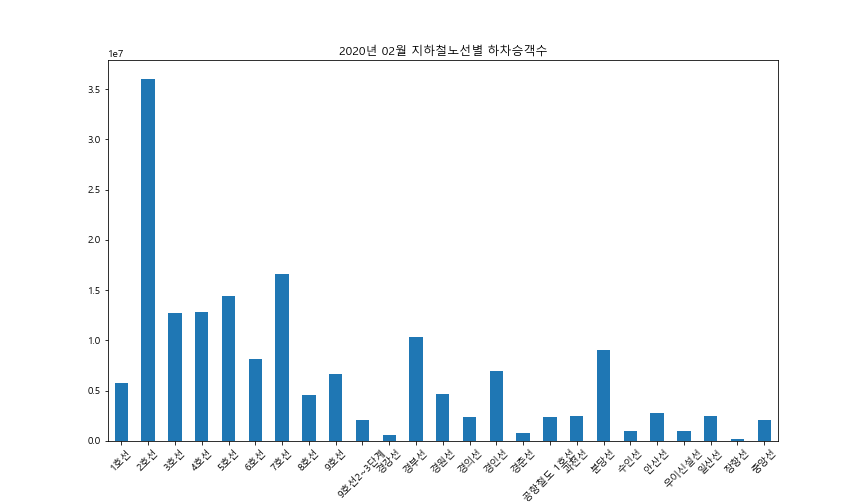 2020년 02월 지하철노선별 하차승객수
1e7
3.5
3.0
2.5
2.0
1.5
1.0
0.5
0.0
1호선
2호선
3호선
4호선
5호선
6호선
7호선
8호선
9호선
9호선2~3단계
경강선
경부선
경원선
경의선
경인선
경춘선
공항철도 1호선
과천선
분당선
수인선
안산선
우이신설선
일산선
장항선
중앙선